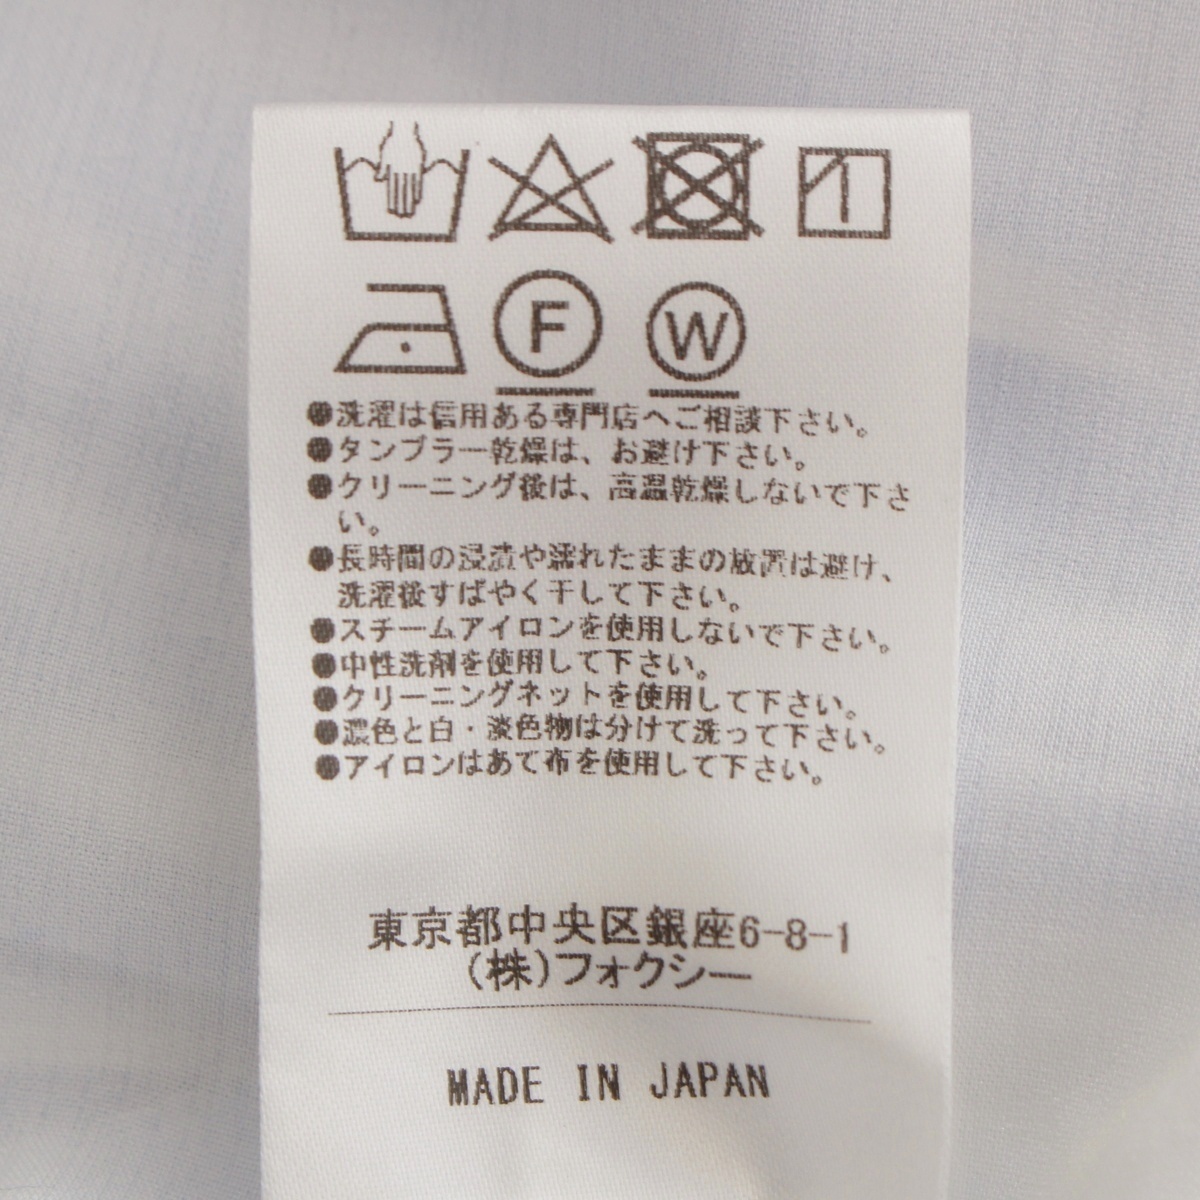 F W
●洗濯は信用ある専門店へご相談下さい。
●タンブラー乾燥は、お避け下さい。
●クリーニング後は、高温乾燥しないで下さ
い。
●長時間の浸漬や濡れたままの放置は避け、
洗濯後すばやく干して下さい。
●スチームアイロンを使用しないで下さい。
●中性洗剤を使用して下さい。
●クリーニングネットを使用して下さい。
●濃色と白・淡色物は分けて洗って下さい。
●アイロンはあて布を使用して下さい。
東京都中央区銀座6-8-1
(株)フォクシー
MADE IN JAPAN